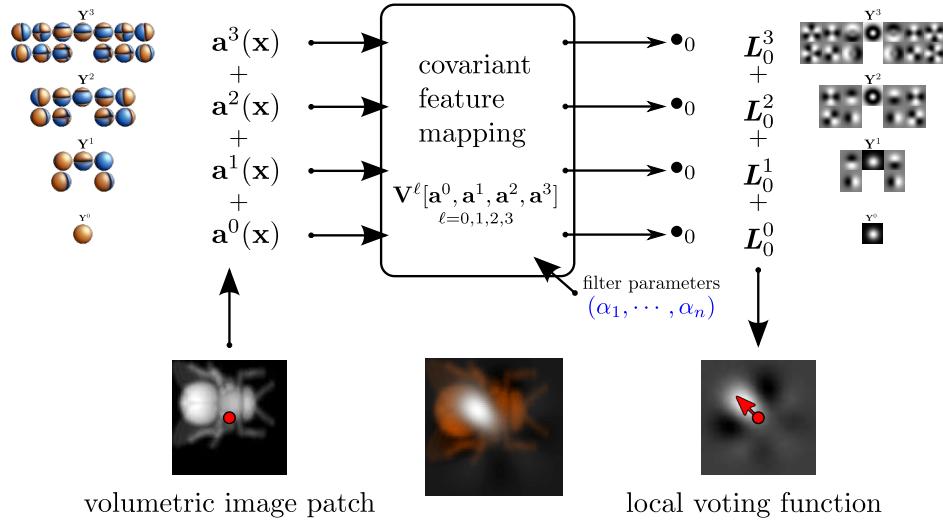 Y³ a³(x) •₀ L₀³ Y³
+ +
covariant
feature
mapping
Y² a²(x) •₀ L₀² Y²
+ +
Y¹ a¹(x) •₀ L₀¹ Y¹
V^ℓ[a⁰, a¹, a², a³]
ℓ=0,1,2,3
+ +
Y⁰ a⁰(x) •₀ L₀⁰ Y⁰
filter parameters
(α₁, ⋯ , αₙ)
volumetric image patch
local voting function